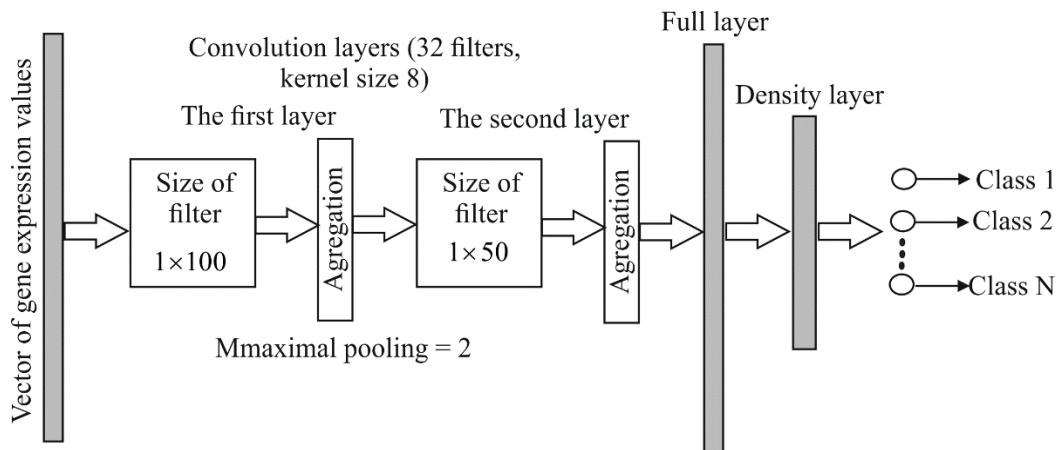 Vector of gene expression values
Convolution layers (32 filters,
kernel size 8)
The first layer
Size of
filter
1×100
Agregation
Mmaximal pooling = 2
The second layer
Size of
filter
1×50
Agregation
Full layer
Density layer
Class 1
Class 2
Class N